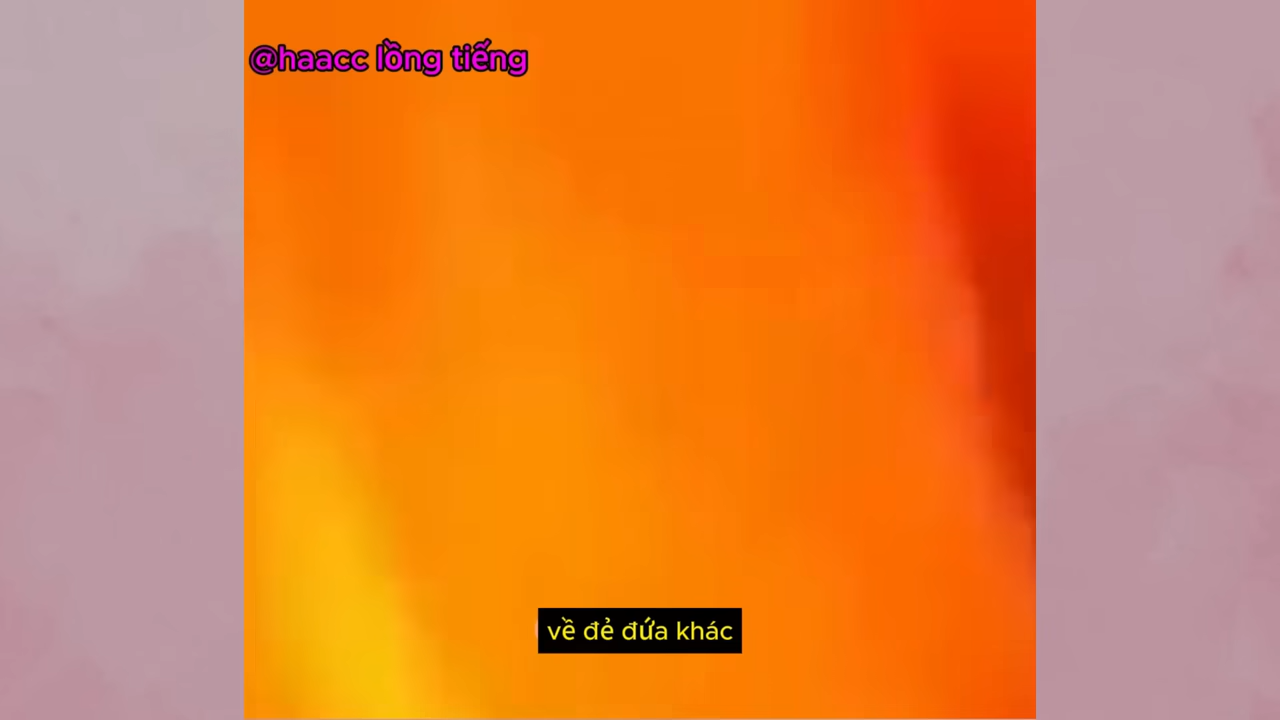 @haacc lồng tiếng
về đẻ đứa khác